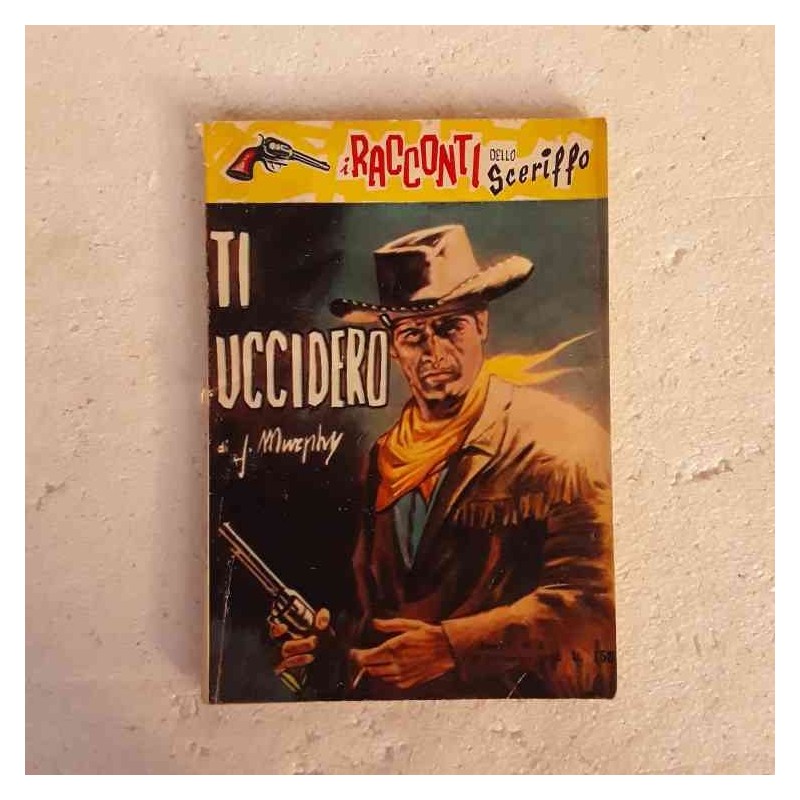 i RACCONTI DELLO Sceriffo
TI
UCCIDERO
di J. Murphy